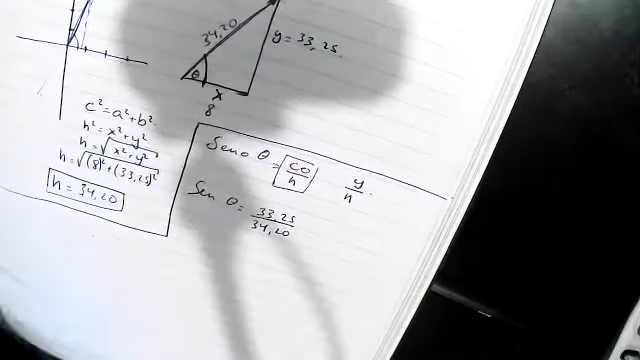 34,20
y = 33,25
θ
x
8
c² = a² + b².
h² = x² + y²
h = √x² + y²
h = √(8)² + (33,25)²
h = 34,20
Seno θ = co/h y/h.
Sen θ = 33,25/34,20